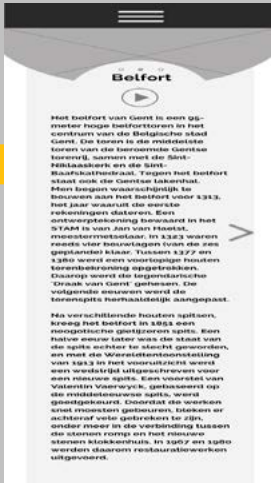 Belfort
Het belfort van Gent is een 95-
meter hoge belforttoren in het
centrum van de Belgische stad
Gent. De toren is de middelste
toren van de beroemde Gentse
torenrij, samen met de Sint-
Niklaaskerk en de Sint-
Baafskathedraal. Tegen het belfort
staat ook de Gentse lakenhal.
Men begon waarschijnlijk te
bouwen aan het belfort voor 1313,
het jaar waaruit de eerste
rekeningen dateren. Een
ontwerptekening bewaard in het
STAM is van Jan van Haelst,
meestermetselaar. In 1323 waren
reeds vier bouwlagen (van de zes
geplande) klaar. Tussen 1377 en
1380 werd een voorlopige houten
torenbekroning opgetrokken.
Daarop werd de legendarische
'Draak van Gent' gehesen. De
volgende eeuwen werd de
torenspits herhaaldelijk aangepast.
Na verschillende houten spitsen,
kreeg het belfort in 1851 een
neogotische gietijzeren spits. Een
halve eeuw later was de staat van
de spits echter te slecht geworden,
en met de Wereldtentoonstelling
van 1913 in het vooruitzicht werd
een wedstrijd uitgeschreven voor
een nieuwe spits. Een voorstel van
Valentin Vaerwyck, gebaseerd op
de middeleeuwse spits, werd
goedgekeurd. Doordat de werken
snel moesten gebeuren, bleken er
achteraf vele gebreken te zijn,
onder meer in de verbinding tussen
de stenen romp en het nieuwe
stenen klokkenhuis. In 1967 en 1980
werden daarom restauratiewerken
uitgevoerd.